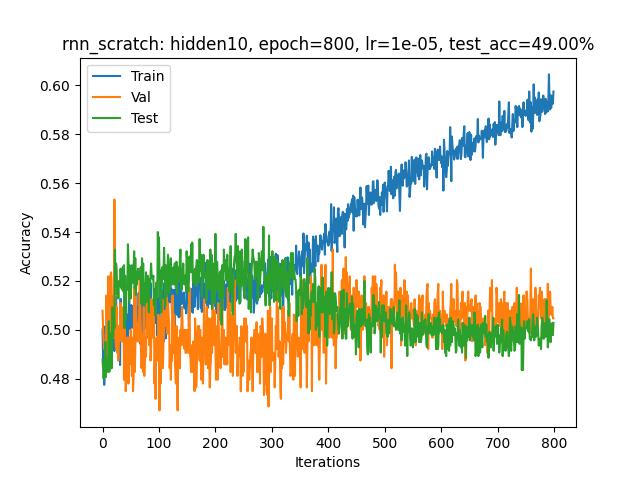 rnn_scratch: hidden10, epoch=800, lr=1e-05, test_acc=49.00%
Train
Val
Test
Accuracy
0.60
0.58
0.56
0.54
0.52
0.50
0.48
0 100 200 300 400 500 600 700 800
Iterations